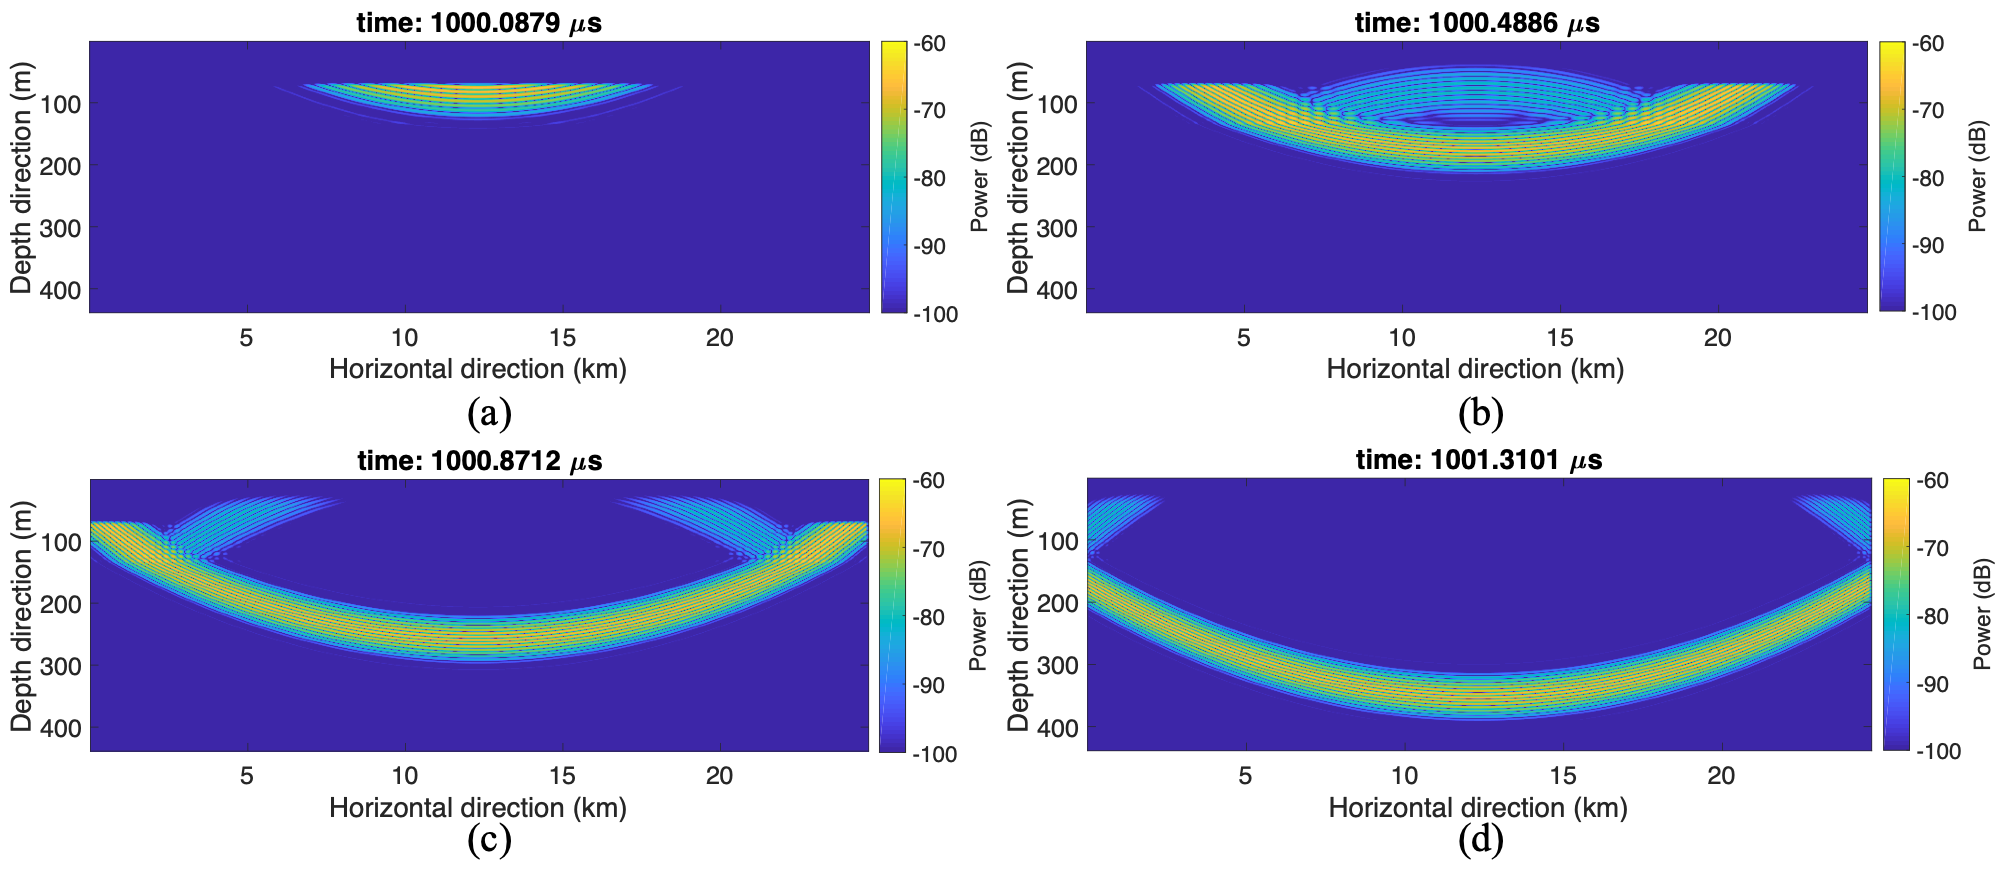 time: 1000.0879 μs
Depth direction (m)
100
200
300
400
5
10
15
20
Horizontal direction (km)
-60
-70
-80
-90
-100
Power (dB)
(a)
time: 1000.4886 μs
Depth direction (m)
100
200
300
400
5
10
15
20
Horizontal direction (km)
-60
-70
-80
-90
-100
Power (dB)
(b)
time: 1000.8712 μs
Depth direction (m)
100
200
300
400
5
10
15
20
Horizontal direction (km)
-60
-70
-80
-90
-100
Power (dB)
(c)
time: 1001.3101 μs
Depth direction (m)
100
200
300
400
5
10
15
20
Horizontal direction (km)
-60
-70
-80
-90
-100
Power (dB)
(d)